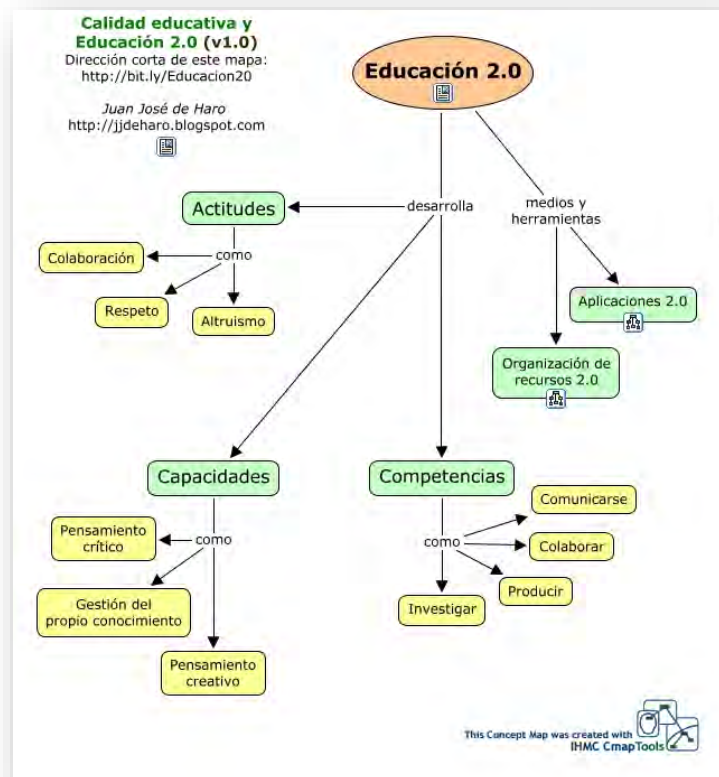 Calidad educativa y
Educación 2.0 (v1.0)
Dirección corta de este mapa:
http://bit.ly/Educacion20
Juan José de Haro
http://jjdeharo.blogspot.com
Educación 2.0
desarrolla
medios y
herramientas
Actitudes
como
Colaboración
Respeto
Altruismo
Aplicaciones 2.0
Organización de
recursos 2.0
Capacidades
como
Pensamiento
crítico
Gestión del
propio conocimiento
Pensamiento
creativo
Competencias
como
Comunicarse
Colaborar
Producir
Investigar
This Concept Map was created with
IHMC CmapTools